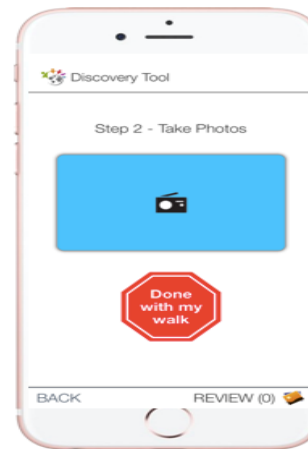 Discovery Tool
Step 2 - Take Photos
Done
with my
walk
BACK REVIEW (0)